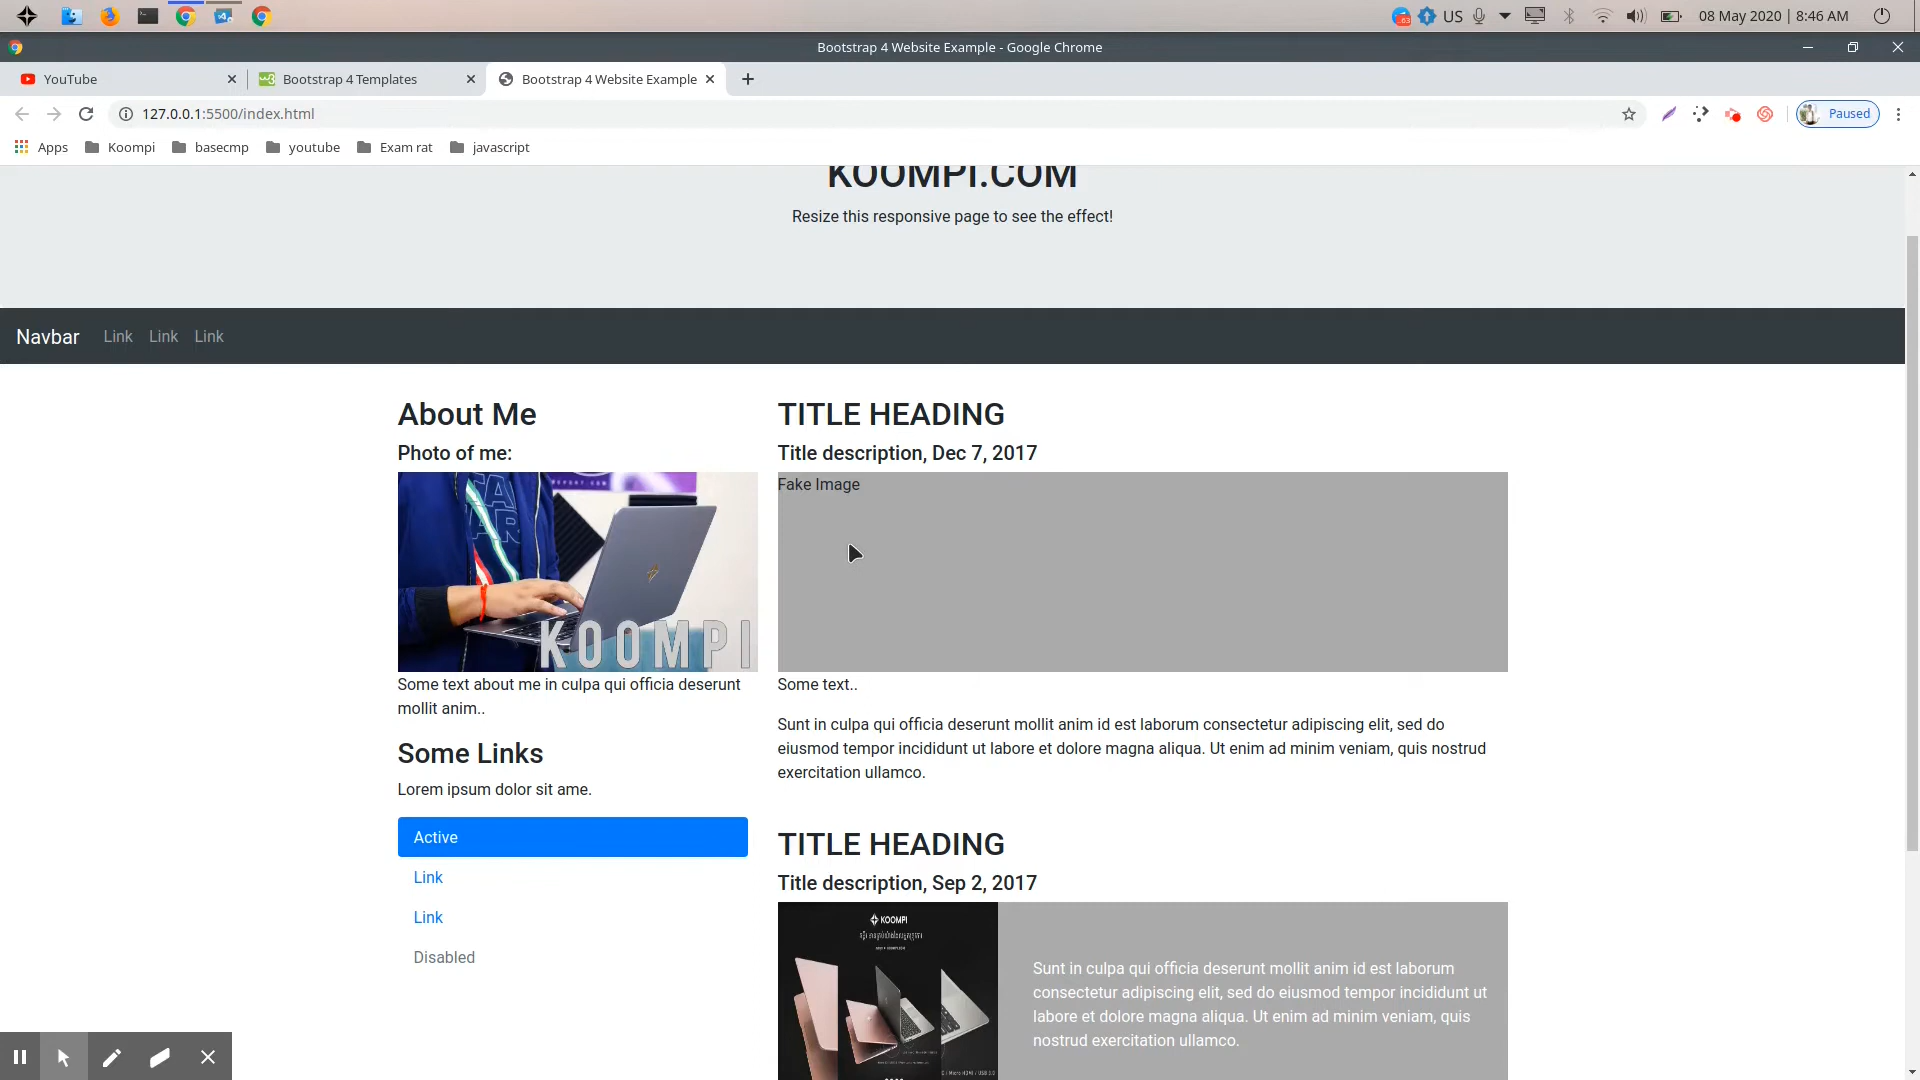 US
08 May 2020 | 8:46 AM
Bootstrap 4 Website Example - Google Chrome
YouTube
Bootstrap 4 Templates
Bootstrap 4 Website Example
127.0.0.1:5500/index.html
Paused
Apps
Koompi
basecmp
youtube
Exam rat
javascript
KOOMPI.COM
Resize this responsive page to see the effect!
Navbar
Link
Link
Link
About Me
Photo of me:
KOOMPI
Some text about me in culpa qui officia deserunt
mollit anim..
Some Links
Lorem ipsum dolor sit ame.
Active
Link
Link
Disabled
TITLE HEADING
Title description, Dec 7, 2017
Fake Image
Some text..
Sunt in culpa qui officia deserunt mollit anim id est laborum consectetur adipiscing elit, sed do
eiusmod tempor incididunt ut labore et dolore magna aliqua. Ut enim ad minim veniam, quis nostrud
exercitation ullamco.
TITLE HEADING
Title description, Sep 2, 2017
KOOMPI
Sunt in culpa qui officia deserunt mollit anim id est laborum
consectetur adipiscing elit, sed do eiusmod tempor incididunt ut
labore et dolore magna aliqua. Ut enim ad minim veniam, quis
nostrud exercitation ullamco.